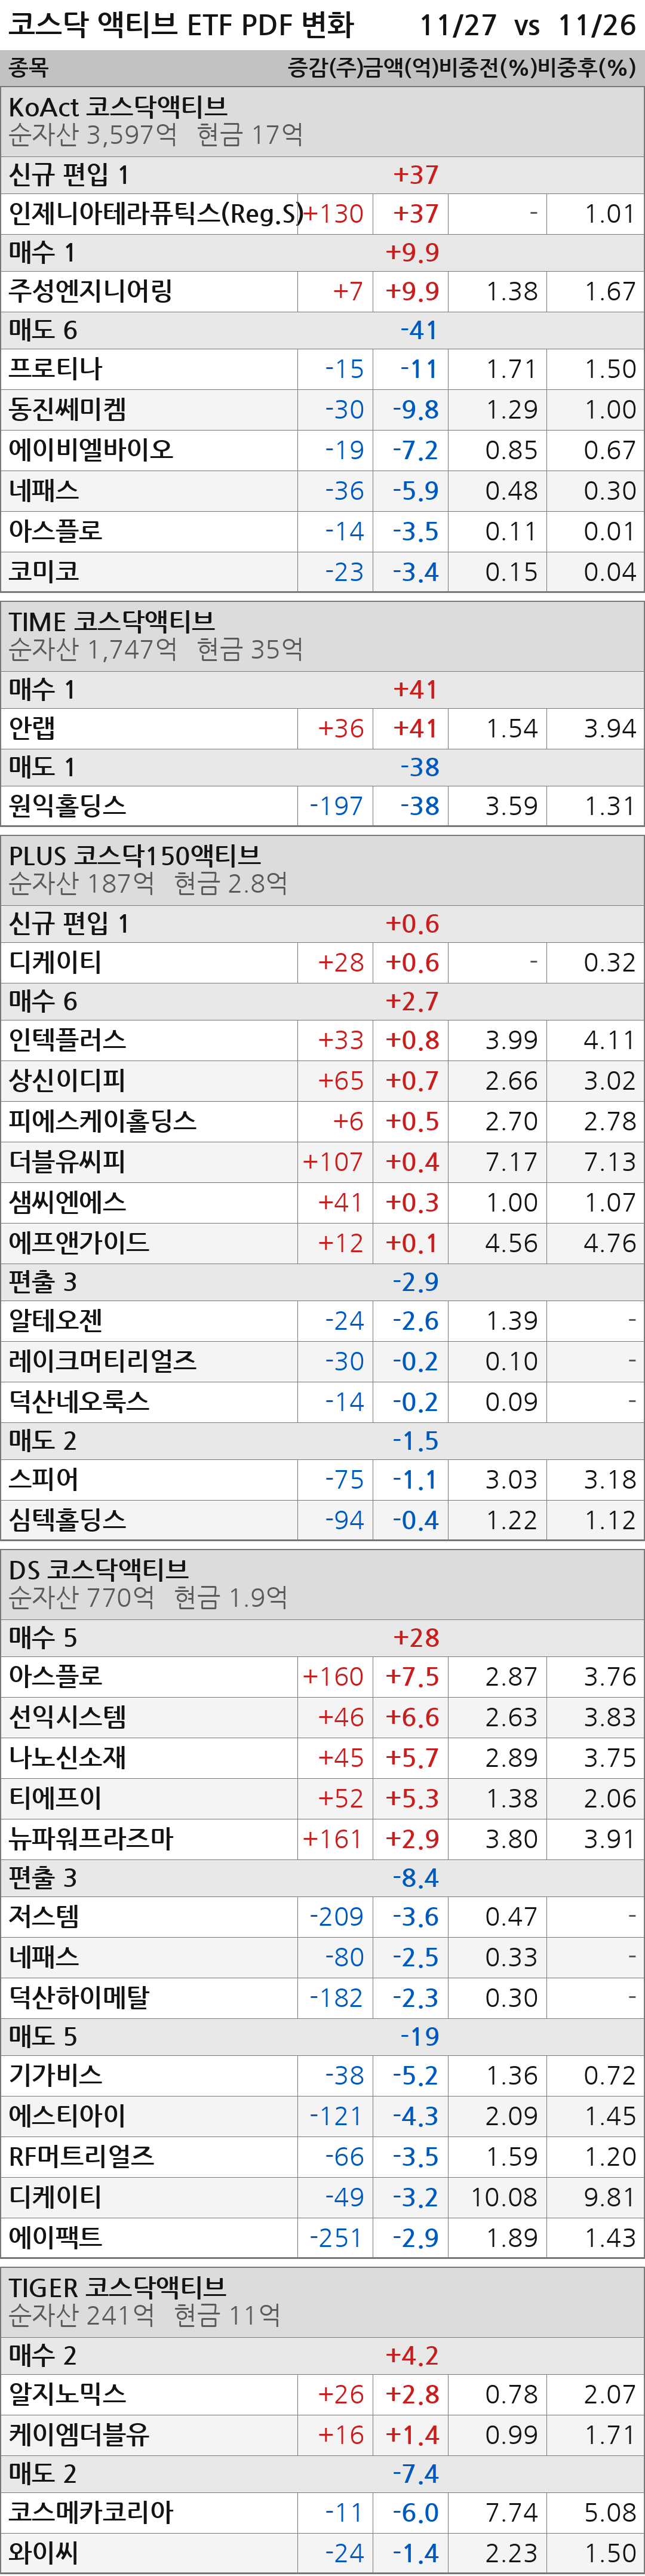 코스닥 액티브 ETF PDF 변화 11/27 vs 11/26
종목 증감(주)금액(억)비중전(%)비중후(%)
KoAct 코스닥액티브
순자산 3,597억 현금 17억
신규 편입 1 +37
인제니아테라퓨틱스(Reg.S) +130 +37 - 1.01
매수 1 +9.9
주성엔지니어링 +7 +9.9 1.38 1.67
매도 6 -41
프로티나 -15 -11 1.71 1.50
동진쎄미켐 -30 -9.8 1.29 1.00
에이비엘바이오 -19 -7.2 0.85 0.67
네패스 -36 -5.9 0.48 0.30
아스플로 -14 -3.5 0.11 0.01
코미코 -23 -3.4 0.15 0.04
TIME 코스닥액티브
순자산 1,747억 현금 35억
매수 1 +41
안랩 +36 +41 1.54 3.94
매도 1 -38
원익홀딩스 -197 -38 3.59 1.31
PLUS 코스닥150액티브
순자산 187억 현금 2.8억
신규 편입 1 +0.6
디케이티 +28 +0.6 - 0.32
매수 6 +2.7
인텍플러스 +33 +0.8 3.99 4.11
상신이디피 +65 +0.7 2.66 3.02
피에스케이홀딩스 +6 +0.5 2.70 2.78
더블유씨피 +107 +0.4 7.17 7.13
샘씨엔에스 +41 +0.3 1.00 1.07
에프앤가이드 +12 +0.1 4.56 4.76
편출 3 -2.9
알테오젠 -24 -2.6 1.39 -
레이크머티리얼즈 -30 -0.2 0.10 -
덕산네오룩스 -14 -0.2 0.09 -
매도 2 -1.5
스피어 -75 -1.1 3.03 3.18
심텍홀딩스 -94 -0.4 1.22 1.12
DS 코스닥액티브
순자산 770억 현금 1.9억
매수 5 +28
아스플로 +160 +7.5 2.87 3.76
선익시스템 +46 +6.6 2.63 3.83
나노신소재 +45 +5.7 2.89 3.75
티에프이 +52 +5.3 1.38 2.06
뉴파워프라즈마 +161 +2.9 3.80 3.91
편출 3 -8.4
저스템 -209 -3.6 0.47 -
네패스 -80 -2.5 0.33 -
덕산하이메탈 -182 -2.3 0.30 -
매도 5 -19
기가비스 -38 -5.2 1.36 0.72
에스티아이 -121 -4.3 2.09 1.45
RF머트리얼즈 -66 -3.5 1.59 1.20
디케이티 -49 -3.2 10.08 9.81
에이팩트 -251 -2.9 1.89 1.43
TIGER 코스닥액티브
순자산 241억 현금 11억
매수 2 +4.2
알지노믹스 +26 +2.8 0.78 2.07
케이엠더블유 +16 +1.4 0.99 1.71
매도 2 -7.4
코스메카코리아 -11 -6.0 7.74 5.08
와이씨 -24 -1.4 2.23 1.50